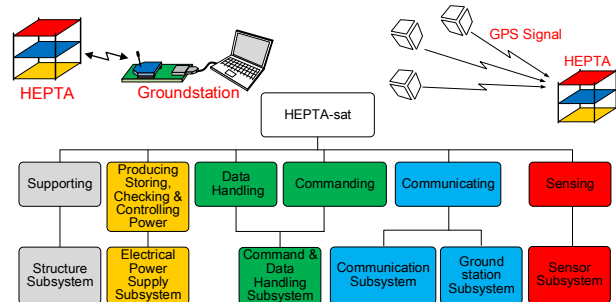 GPS Signal
HEPTA
HEPTA
Groundstation
HEPTA-sat
Supporting
Producing
Storing,
Checking &
Controlling
Power
Data
Handling
Commanding
Communicating
Sensing
Structure
Subsystem
Electrical
Power
Supply
Subsystem
Command &
Data
Handling
Subsystem
Communication
Subsystem
Ground
station
Subsystem
Sensor
Subsystem